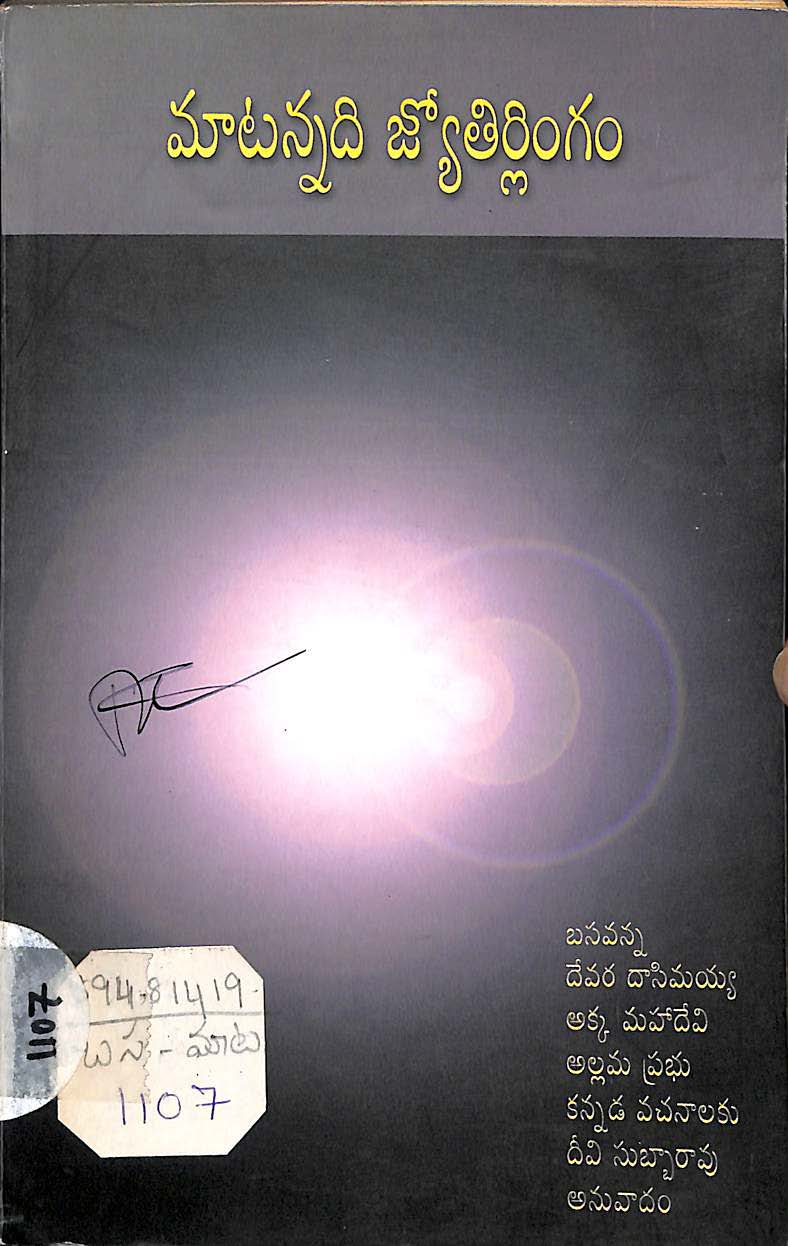 మాటన్నది జ్యోతిర్లింగం
బసవన్న
దేవర దాసిమయ్య
అక్క మహాదేవి
అల్లమ ప్రభు
కన్నడ వచనాలకు
దీవి సుబ్బారావు
అనువాదం
1107
894-81419
బస - మాట
1107